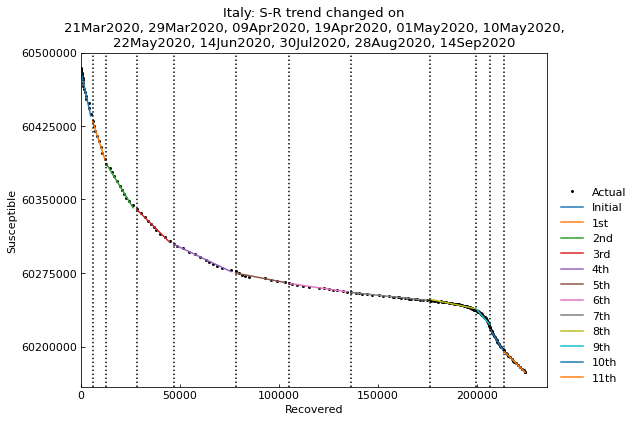 Italy: S-R trend changed on
21Mar2020, 29Mar2020, 09Apr2020, 19Apr2020, 01May2020, 10May2020,
22May2020, 14Jun2020, 30Jul2020, 28Aug2020, 14Sep2020
60500000
60425000
60350000
60275000
60200000
Susceptible
0
50000
100000
150000
200000
Recovered
Actual
Initial
1st
2nd
3rd
4th
5th
6th
7th
8th
9th
10th
11th